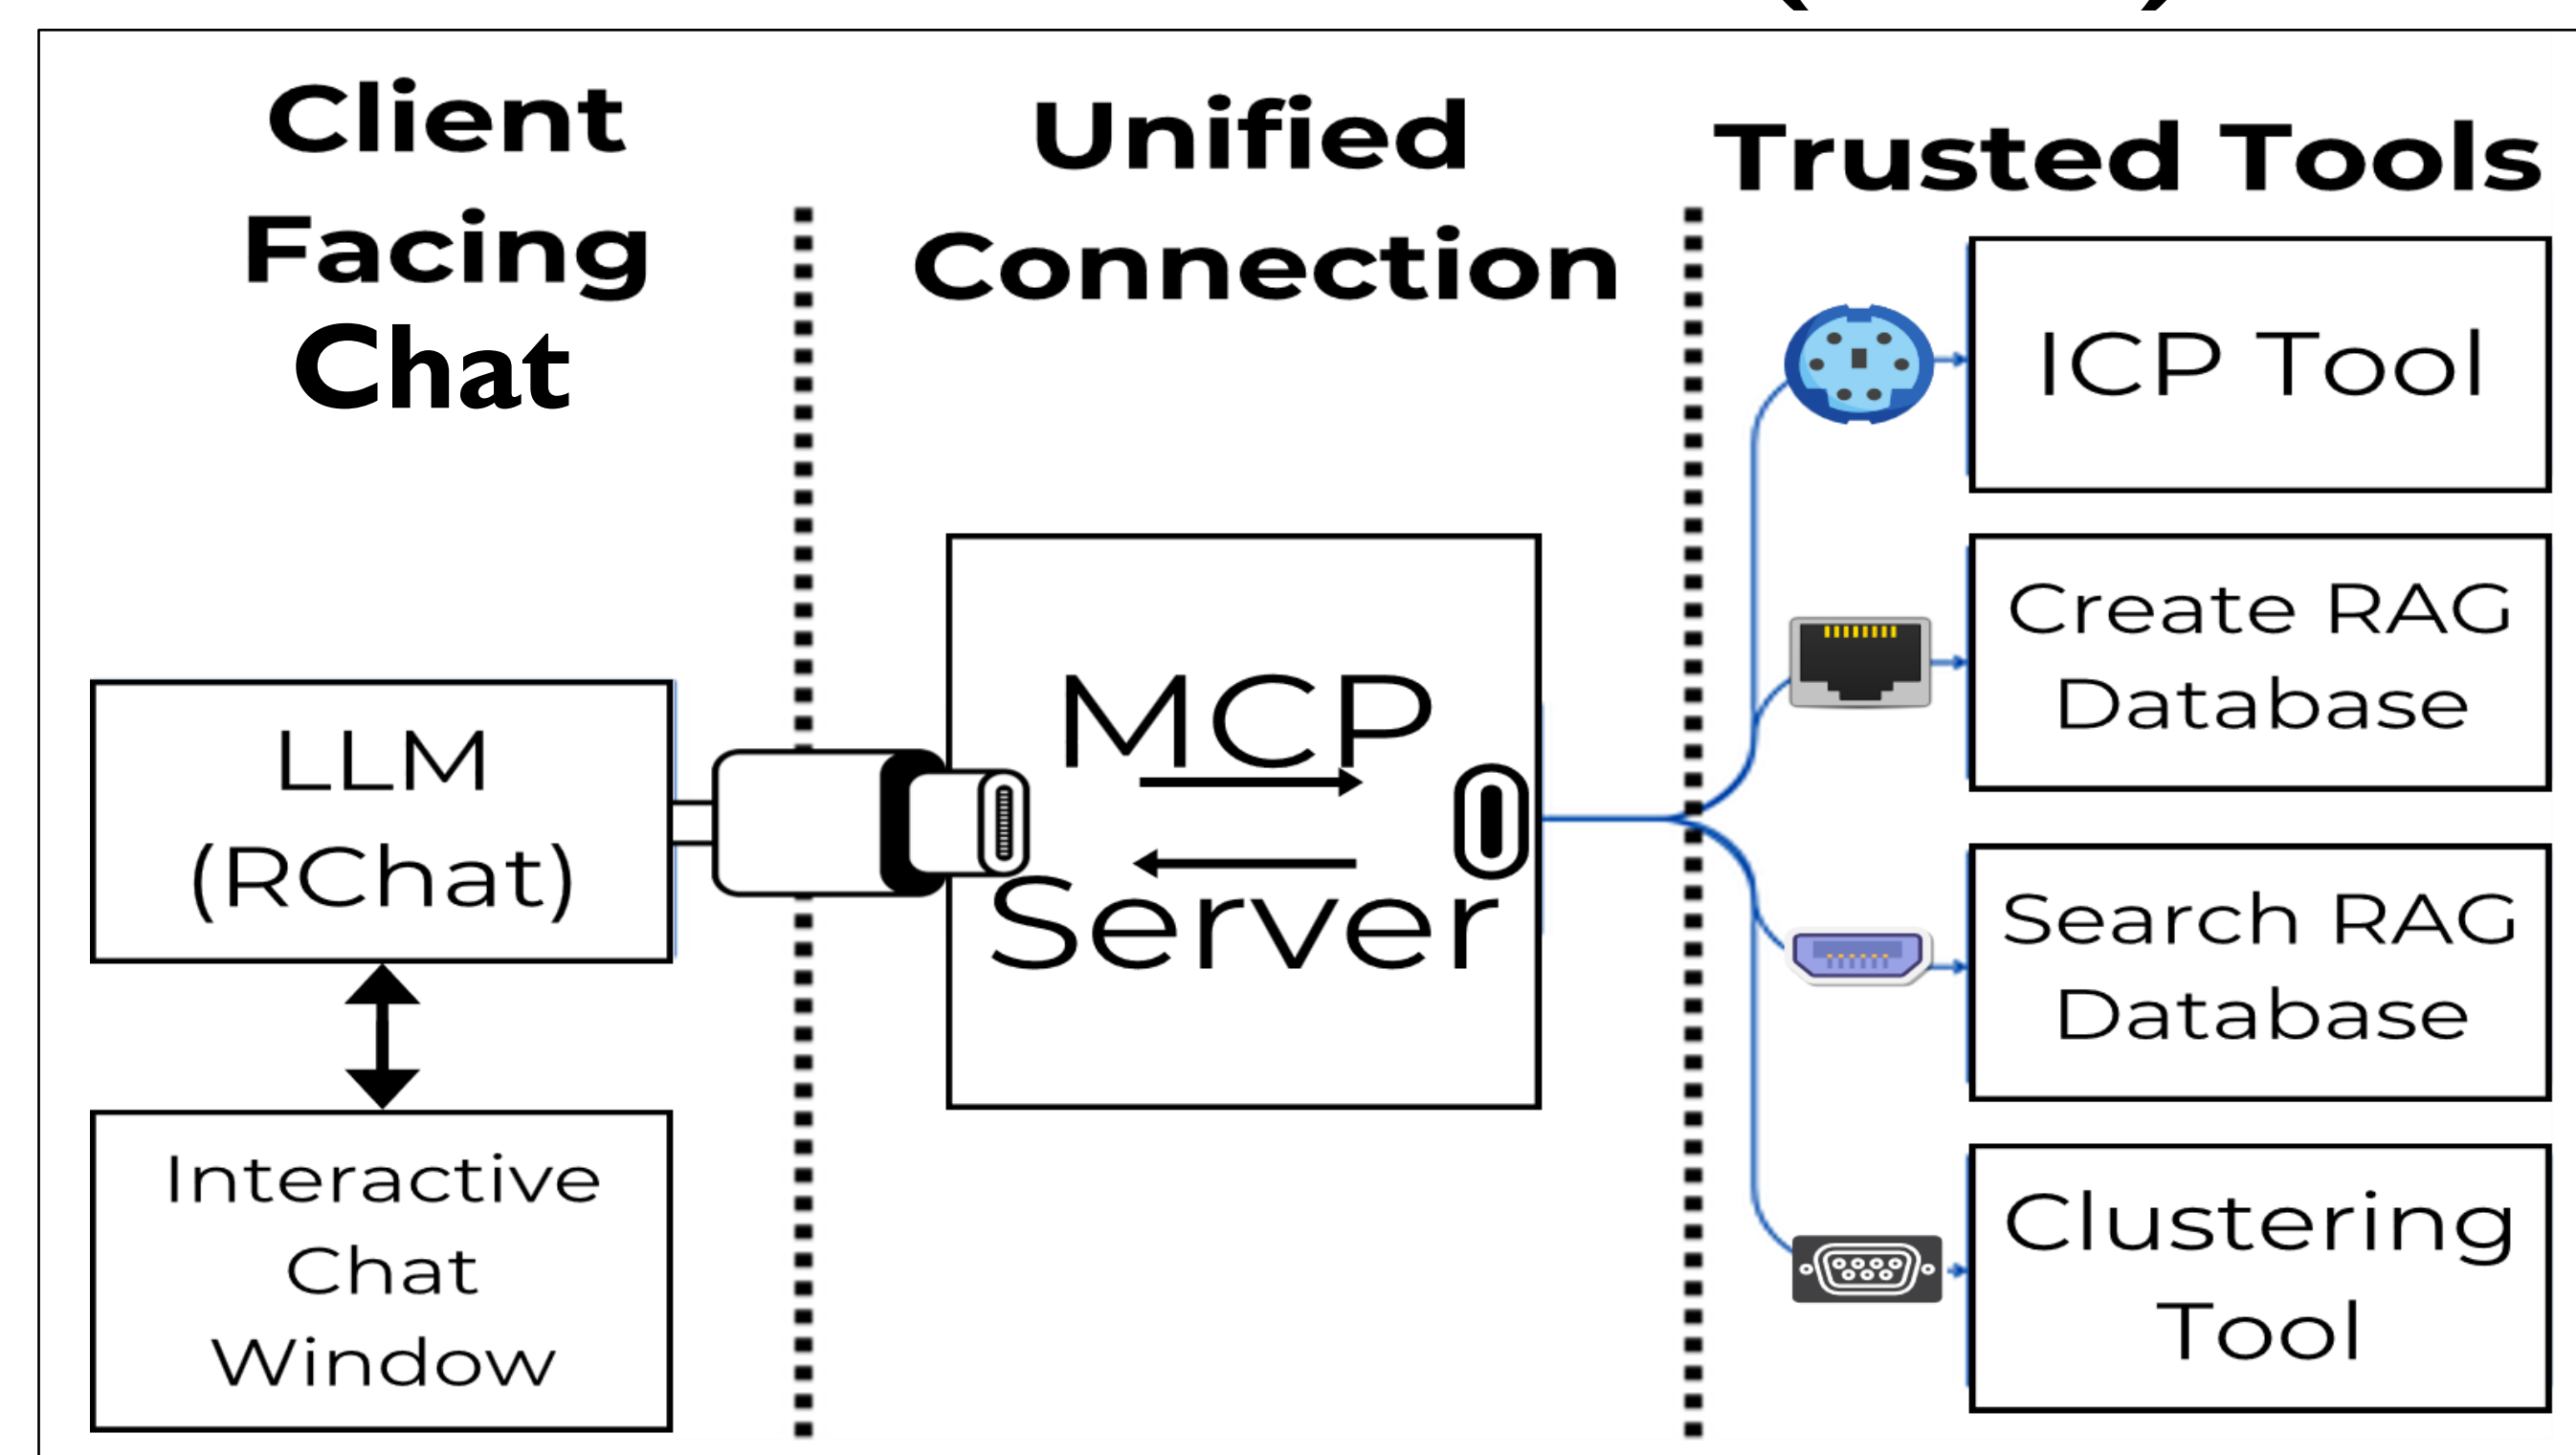 Client
Facing
Chat
Unified
Connection
Trusted Tools
LLM
(RChat)
Interactive
Chat
Window
MCP
Server
ICP Tool
Create RAG
Database
Search RAG
Database
Clustering
Tool